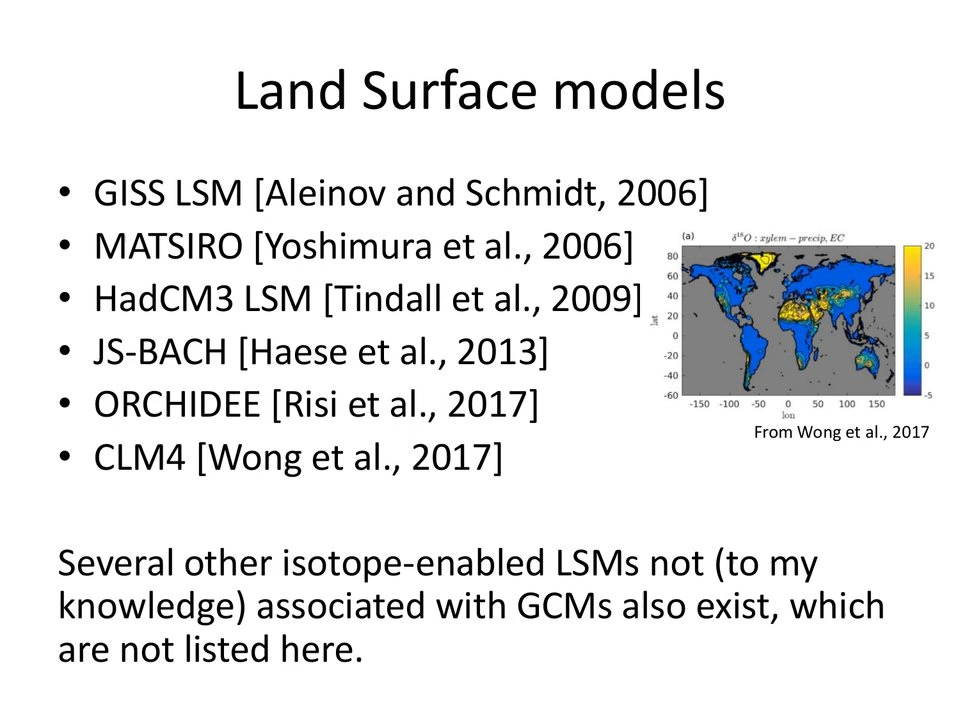 Land Surface models
• GISS LSM [Aleinov and Schmidt, 2006]
• MATSIRO [Yoshimura et al., 2006]
• HadCM3 LSM [Tindall et al., 2009]
• JS-BACH [Haese et al., 2013]
• ORCHIDEE [Risi et al., 2017]
• CLM4 [Wong et al., 2017]
(a) δ¹⁸O : xylem − precip, EC
80
60
40
20
0
-20
-40
-60
lat
-150 -100 -50 0 50 100 150
lon
20
15
10
5
0
-5
From Wong et al., 2017
Several other isotope-enabled LSMs not (to my
knowledge) associated with GCMs also exist, which
are not listed here.